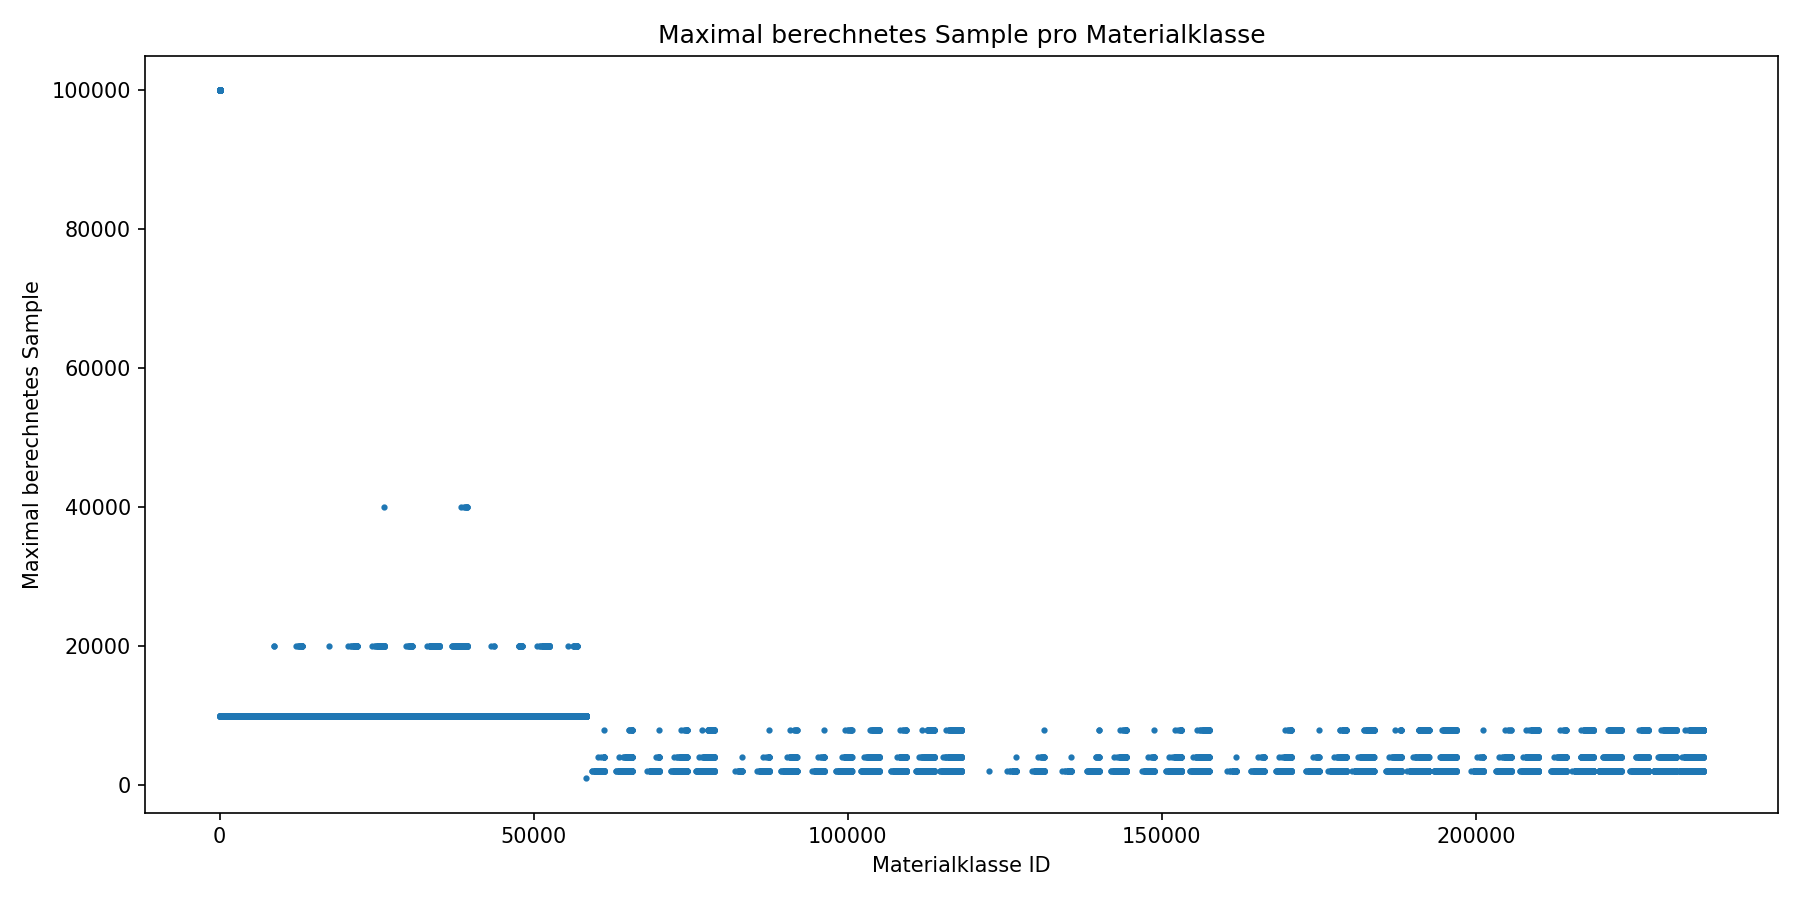 Maximal berechnetes Sample pro Materialklasse
Maximal berechnetes Sample
100000
80000
60000
40000
20000
0
0 50000 100000 150000 200000
Materialklasse ID